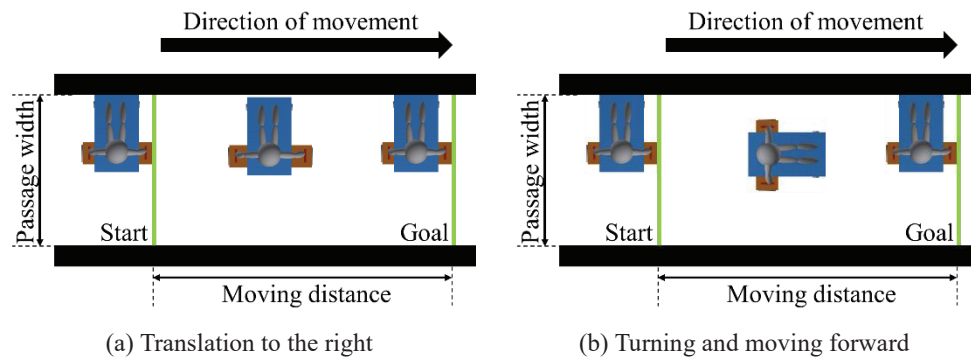 Direction of movement
Passage width
Start
Goal
Moving distance
(a) Translation to the right
Direction of movement
Passage width
Start
Goal
Moving distance
(b) Turning and moving forward